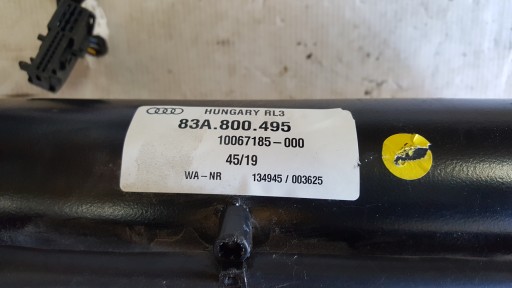 HUNGARY RL3
83A.800.495
10067185-000
45/19
WA-NR 134945 / 003625